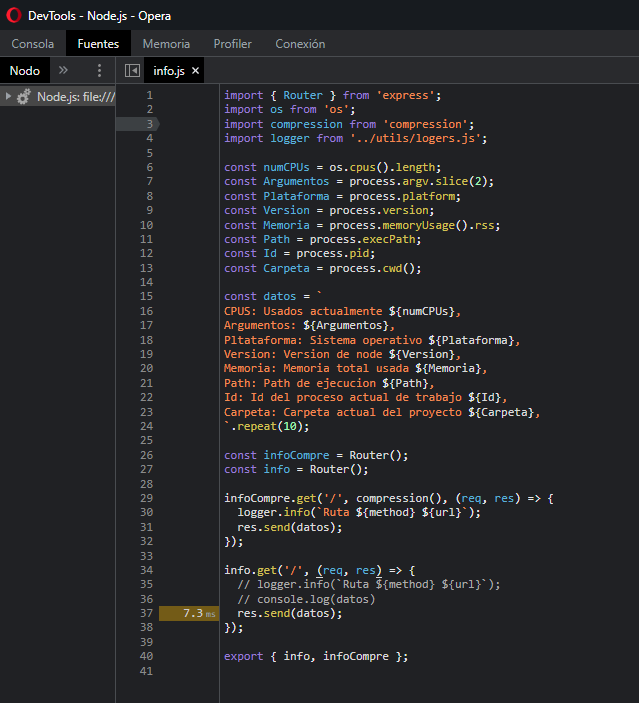 DevTools - Node.js - Opera
Consola Fuentes Memoria Profiler Conexión
Nodo » info.js ×
Node.js: file:///
1 import { Router } from 'express';
2 import os from 'os';
3 import compression from 'compression';
4 import logger from '../utils/logers.js';
5
6 const numCPUs = os.cpus().length;
7 const Argumentos = process.argv.slice(2);
8 const Plataforma = process.platform;
9 const Version = process.version;
10 const Memoria = process.memoryUsage().rss;
11 const Path = process.execPath;
12 const Id = process.pid;
13 const Carpeta = process.cwd();
14
15 const datos = `
16 CPUS: Usados actualmente ${numCPUs},
17 Argumentos: ${Argumentos},
18 Pltataforma: Sistema operativo ${Plataforma},
19 Version: Version de node ${Version},
20 Memoria: Memoria total usada ${Memoria},
21 Path: Path de ejecucion ${Path},
22 Id: Id del proceso actual de trabajo ${Id},
23 Carpeta: Carpeta actual del proyecto ${Carpeta},
24 `.repeat(10);
25
26 const infoCompre = Router();
27 const info = Router();
28
29 infoCompre.get('/', compression(), (req, res) => {
30 logger.info(`Ruta ${method} ${url}`);
31 res.send(datos);
32 });
33
34 info.get('/', (req, res) => {
35 // logger.info(`Ruta ${method} ${url}`);
36 // console.log(datos)
37 7.3 ms res.send(datos);
38 });
39
40 export { info, infoCompre };
41